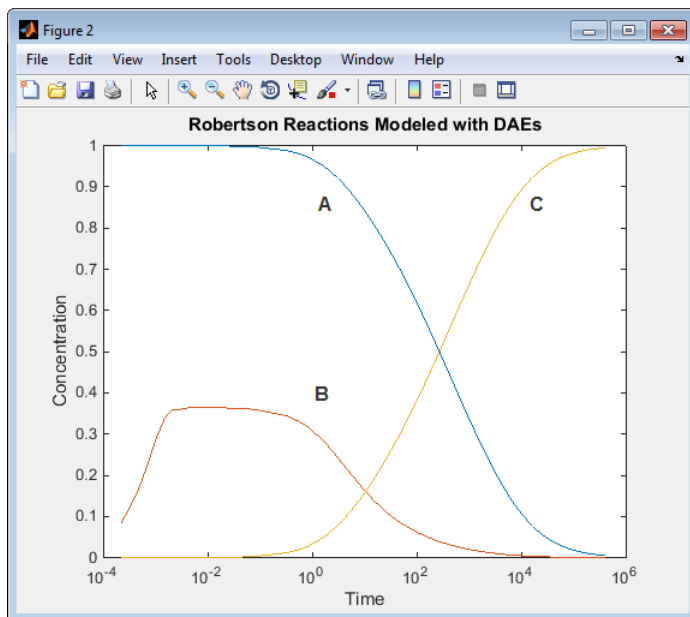 Figure 2
File Edit View Insert Tools Desktop Window Help
Robertson Reactions Modeled with DAEs
1
0.9
0.8
0.7
0.6
0.5
0.4
0.3
0.2
0.1
0
Concentration
A
B
C
10^-4 10^-2 10^0 10^2 10^4 10^6
Time